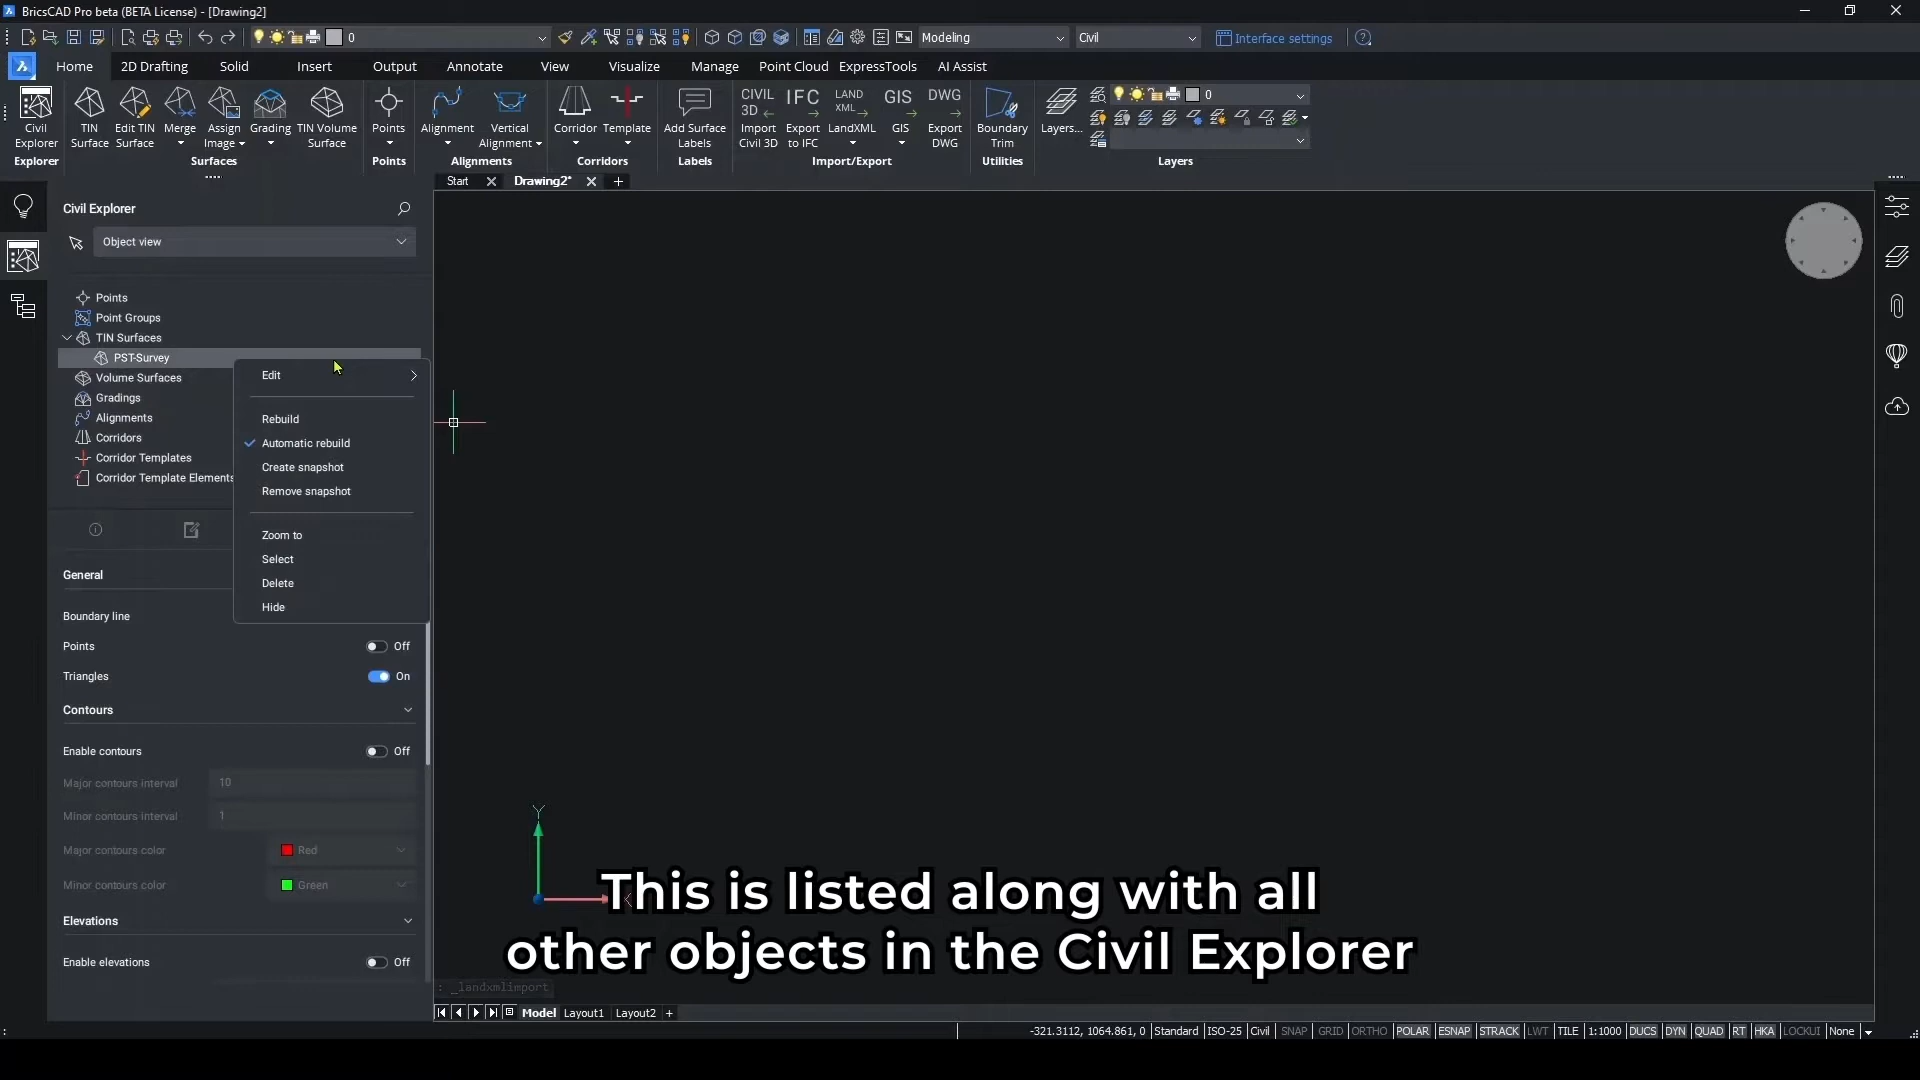 BricsCAD Pro beta (BETA License) - [Drawing2]
0 Modeling Civil Interface settings
Home 2D Drafting Solid Insert Output Annotate View Visualize Manage Point Cloud ExpressTools AI Assist
Civil Explorer
TIN Surface
Edit TIN Surface
Merge
Assign Image
Grading
TIN Volume Surface
Points
Alignment
Vertical Alignment
Corridor
Template
Add Surface Labels
CIVIL 3D
Import Civil 3D
IFC
Export to IFC
LAND XML
LandXML
GIS
GIS
DWG
Export DWG
Boundary Trim
Layers...
0
Explorer Surfaces Points Alignments Corridors Labels Import/Export Utilities Layers
Start Drawing2*
Civil Explorer
Object view
Points
Point Groups
TIN Surfaces
PST-Survey
Volume Surfaces
Gradings
Alignments
Corridors
Corridor Templates
Corridor Template Elements
Edit
Rebuild
Automatic rebuild
Create snapshot
Remove snapshot
Zoom to
Select
Delete
Hide
General
Boundary line
Points Off
Triangles On
Contours
Enable contours Off
Major contours interval 10
Minor contours interval 1
Major contours color Red
Minor contours color Green
Elevations
Enable elevations Off
Y
This is listed along with all
other objects in the Civil Explorer
: _landxmlimport
Model Layout1 Layout2 +
: -321.3112, 1064.861, 0 Standard ISO-25 Civil SNAP GRID ORTHO POLAR ESNAP STRACK LWT TILE 1:1000 DUCS DYN QUAD RT HKA LOCKUI None